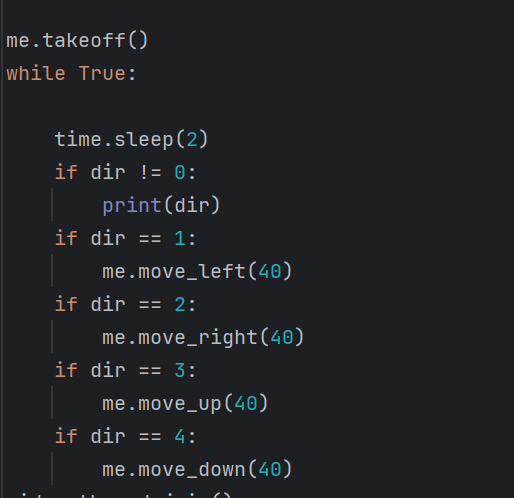 me.takeoff()
while True:
    time.sleep(2)
    if dir != 0:
        print(dir)
    if dir == 1:
        me.move_left(40)
    if dir == 2:
        me.move_right(40)
    if dir == 3:
        me.move_up(40)
    if dir == 4:
        me.move_down(40)